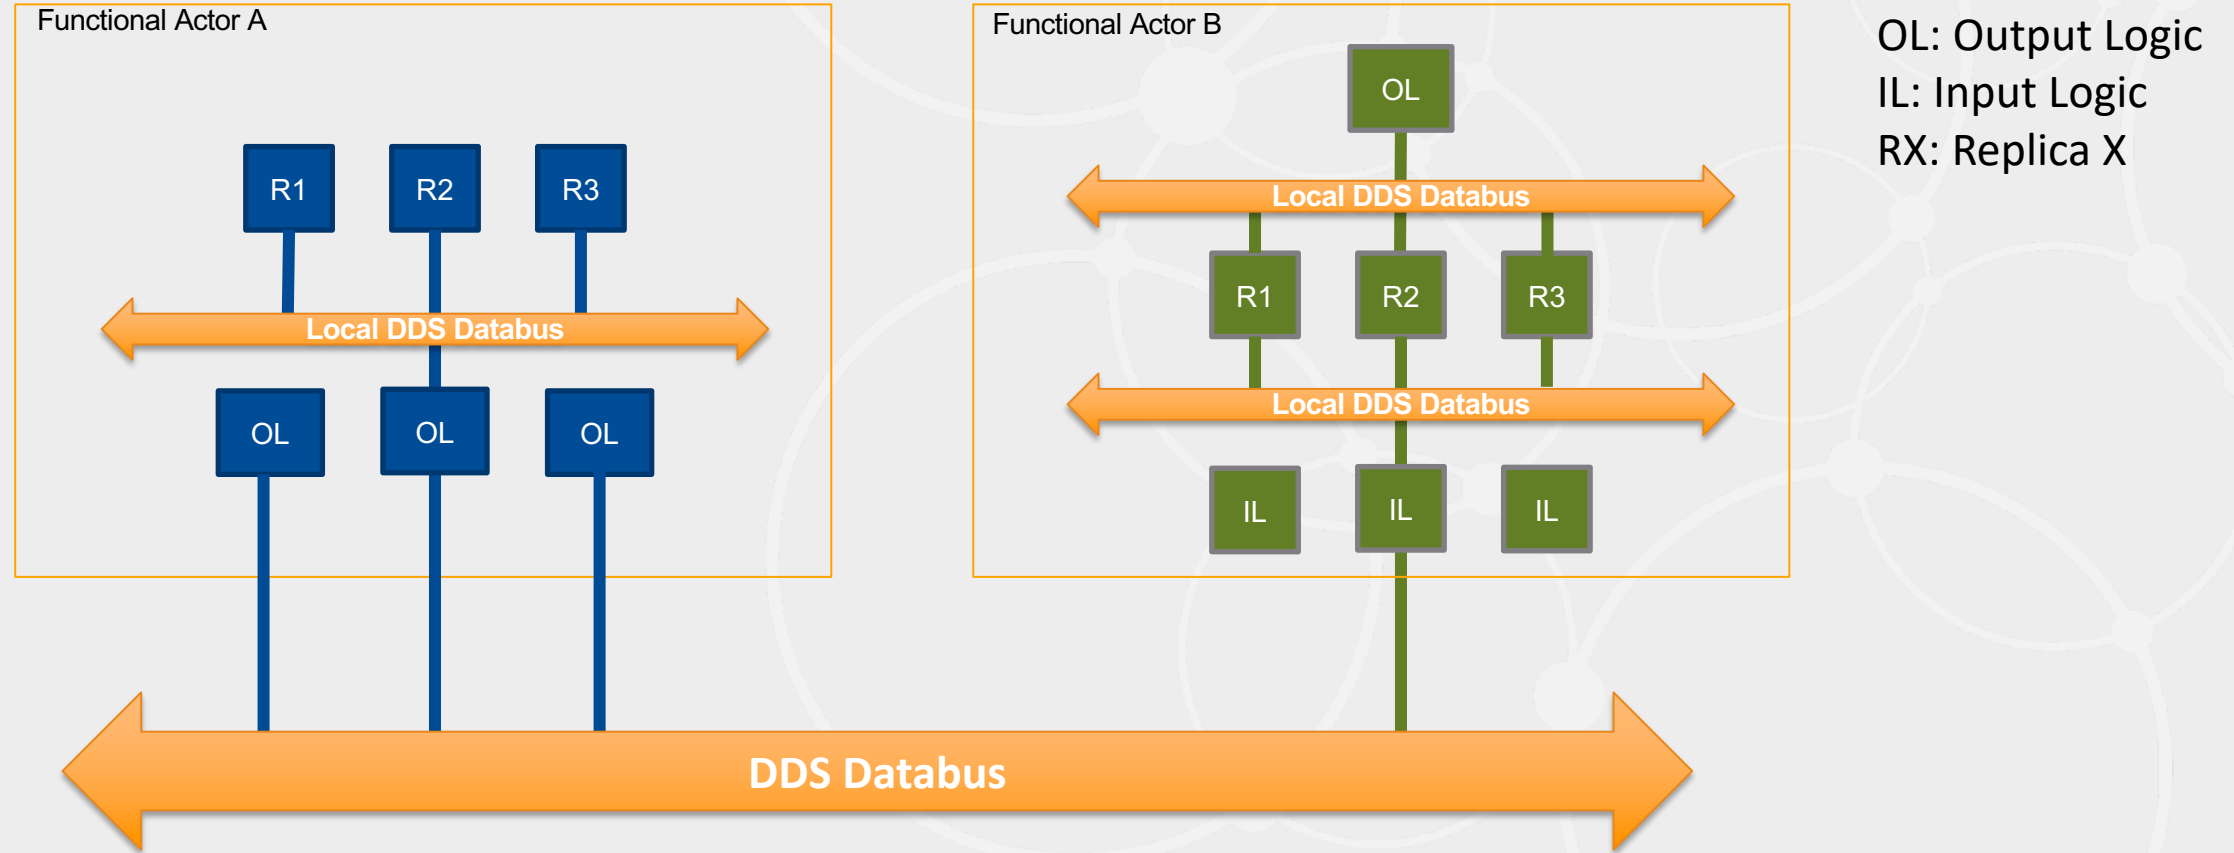 Functional Actor A
R1
R2
R3
Local DDS Databus
OL
OL
OL
Functional Actor B
OL
Local DDS Databus
R1
R2
R3
Local DDS Databus
IL
IL
IL
OL: Output Logic
IL: Input Logic
RX: Replica X
DDS Databus